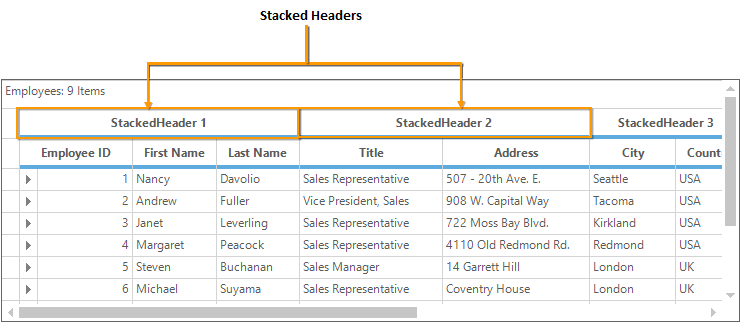 Stacked Headers
Employees: 9 Items
StackedHeader 1 StackedHeader 2 StackedHeader 3
Employee ID First Name Last Name Title Address City Count
1 Nancy Davolio Sales Representative 507 - 20th Ave. E. Seattle USA
2 Andrew Fuller Vice President, Sales 908 W. Capital Way Tacoma USA
3 Janet Leverling Sales Representative 722 Moss Bay Blvd. Kirkland USA
4 Margaret Peacock Sales Representative 4110 Old Redmond Rd. Redmond USA
5 Steven Buchanan Sales Manager 14 Garrett Hill London UK
6 Michael Suyama Sales Representative Coventry House London UK